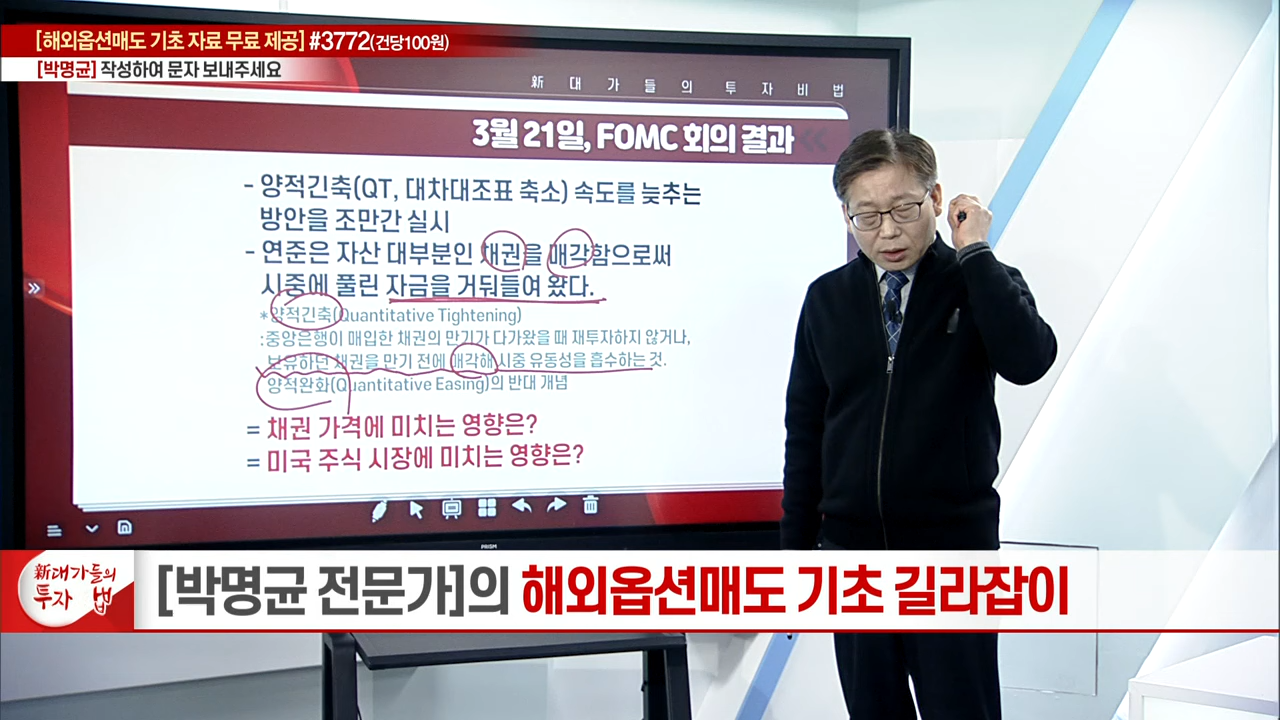 [해외옵션매도 기초 자료 무료 제공] #3772(건당100원)
[박명균] 작성하여 문자 보내주세요
新 대 가 들 의 투 자 비 법
3월 21일, FOMC 회의 결과
- 양적긴축(QT, 대차대조표 축소) 속도를 늦추는
방안을 조만간 실시
- 연준은 자산 대부분인 채권을 매각함으로써
시중에 풀린 자금을 거둬들여 왔다.
*양적긴축(Quantitative Tightening)
:중앙은행이 매입한 채권의 만기가 다가왔을 때 재투자하지 않거나,
보유하던 채권을 만기 전에 매각해 시중 유동성을 흡수하는 것.
양적완화(Quantitative Easing)의 반대 개념
= 채권 가격에 미치는 영향은?
= 미국 주식 시장에 미치는 영향은?
PRISM
新대가들의
투자 법
[박명균 전문가]의 해외옵션매도 기초 길라잡이